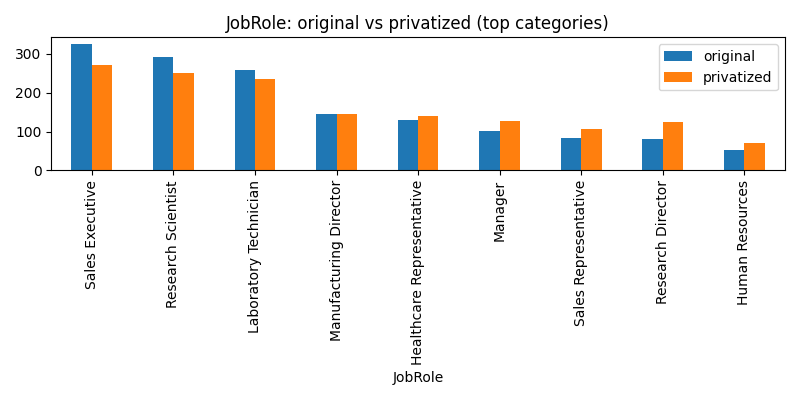 JobRole: original vs privatized (top categories)
original
privatized
300
200
100
0
Sales Executive
Research Scientist
Laboratory Technician
Manufacturing Director
Healthcare Representative
Manager
Sales Representative
Research Director
Human Resources
JobRole